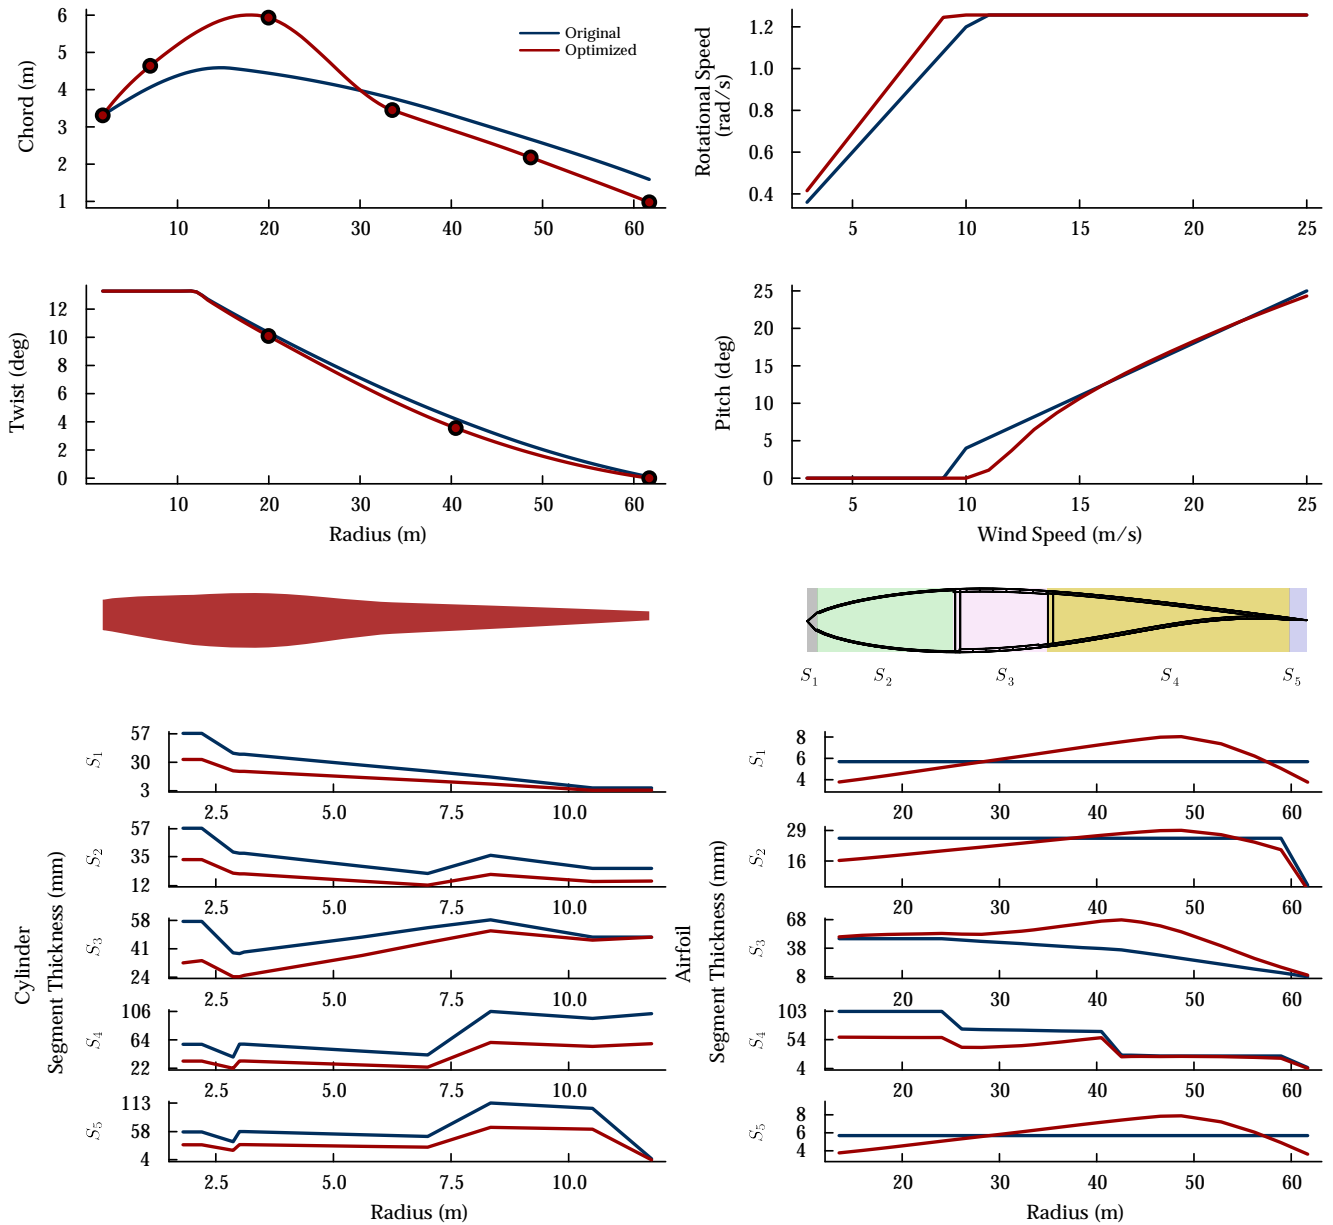 6
5
4
3
2
1
Chord (m)
Original
Optimized
10
20
30
40
50
60
1.2
1.0
0.8
0.6
0.4
Rotational Speed
(rad/s)
5
10
15
20
25
12
10
8
6
4
2
0
Twist (deg)
10
20
30
40
50
60
Radius (m)
25
20
15
10
5
0
Pitch (deg)
5
10
15
20
25
Wind Speed (m/s)
S1 S2 S3 S4 S5
Cylinder
Segment Thickness (mm)
S1
57
30
3
2.5 5.0 7.5 10.0
S2
57
35
12
2.5 5.0 7.5 10.0
S3
58
41
24
2.5 5.0 7.5 10.0
S4
106
64
22
2.5 5.0 7.5 10.0
S5
113
58
4
2.5 5.0 7.5 10.0
Radius (m)
Airfoil
Segment Thickness (mm)
S1
8
6
4
20 30 40 50 60
S2
29
16
20 30 40 50 60
S3
68
38
8
20 30 40 50 60
S4
103
54
4
20 30 40 50 60
S5
8
6
4
20 30 40 50 60
Radius (m)